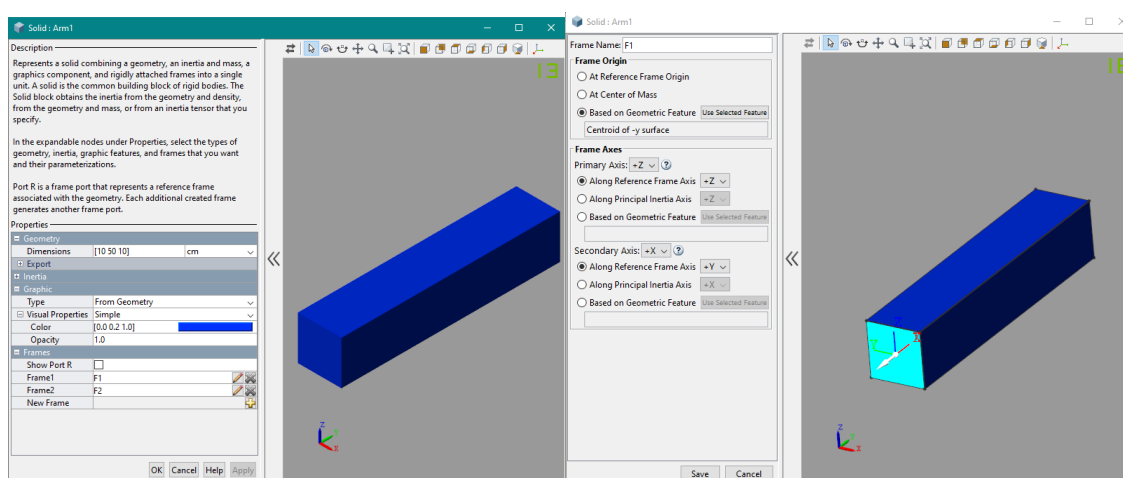 Solid : Arm1
Description
Represents a solid combining a geometry, an inertia and mass, a
graphics component, and rigidly attached frames into a single
unit. A solid is the common building block of rigid bodies. The
Solid block obtains the inertia from the geometry and density,
from the geometry and mass, or from an inertia tensor that you
specify.
In the expandable nodes under Properties, select the types of
geometry, inertia, graphic features, and frames that you want
and their parameterizations.
Port R is a frame port that represents a reference frame
associated with the geometry. Each additional created frame
generates another frame port.
Properties
Geometry
Dimensions [10 50 10] cm
Export
Inertia
Graphic
Type From Geometry
Visual Properties Simple
Color [0.0 0.2 1.0]
Opacity 1.0
Frames
Show Port R
Frame1 F1
Frame2 F2
New Frame
OK Cancel Help Apply
13
z
x
Solid : Arm1
Frame Name: F1
Frame Origin
At Reference Frame Origin
At Center of Mass
Based on Geometric Feature Use Selected Feature
Centroid of -y surface
Frame Axes
Primary Axis: +Z
Along Reference Frame Axis +Z
Along Principal Inertia Axis +Z
Based on Geometric Feature Use Selected Feature
Secondary Axis: +X
Along Reference Frame Axis +Y
Along Principal Inertia Axis +X
Based on Geometric Feature Use Selected Feature
Save Cancel
z
x